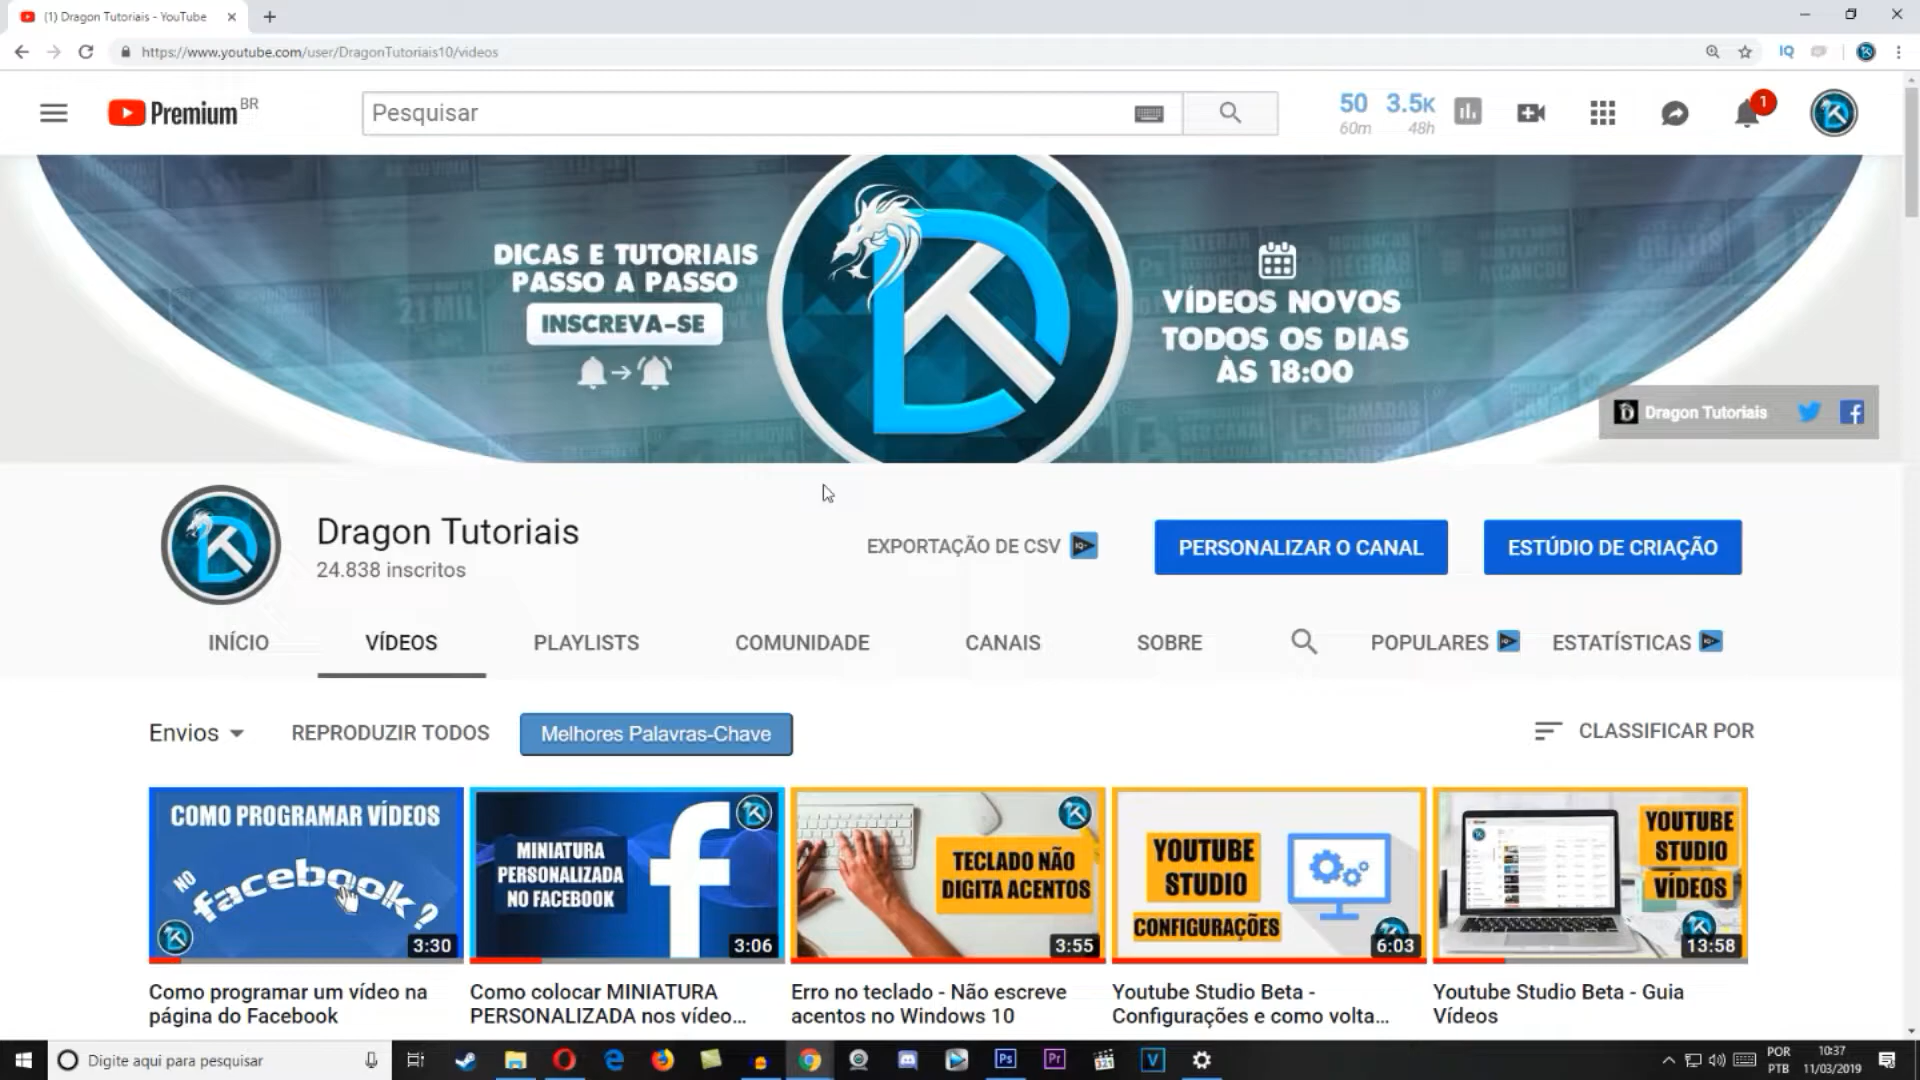 (1) Dragon Tutoriais - YouTube
https://www.youtube.com/user/DragonTutoriais10/videos
IQ
Premium BR
Pesquisar
50 3.5K
60m 48h
1
DICAS E TUTORIAIS
PASSO A PASSO
INSCREVA-SE
VÍDEOS NOVOS
TODOS OS DIAS
ÀS 18:00
Dragon Tutoriais
Dragon Tutoriais
24.838 inscritos
EXPORTAÇÃO DE CSV
PERSONALIZAR O CANAL
ESTÚDIO DE CRIAÇÃO
INÍCIO
VÍDEOS
PLAYLISTS
COMUNIDADE
CANAIS
SOBRE
POPULARES
ESTATÍSTICAS
Envios
REPRODUZIR TODOS
Melhores Palavras-Chave
CLASSIFICAR POR
COMO PROGRAMAR VÍDEOS
NO facebook?
3:30
MINIATURA
PERSONALIZADA
NO FACEBOOK
3:06
TECLADO NÃO
DIGITA ACENTOS
3:55
YOUTUBE
STUDIO
CONFIGURAÇÕES
6:03
YOUTUBE
STUDIO
VÍDEOS
13:58
Como programar um vídeo na
página do Facebook
Como colocar MINIATURA
PERSONALIZADA nos vídeo...
Erro no teclado - Não escreve
acentos no Windows 10
Youtube Studio Beta -
Configurações e como volta...
Youtube Studio Beta - Guia
Vídeos
Digite aqui para pesquisar
Ps
Pr
V
POR
PTB
10:37
11/03/2019